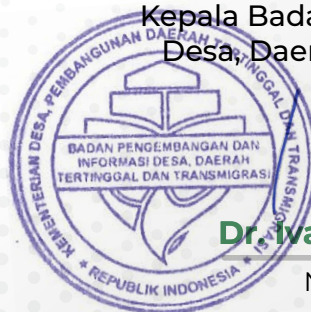 Kepala Bada
Desa, Daer
KEMENTERIAN DESA, PEMBANGUNAN DAERAH TERTINGGAL DAN TRANSMIGRASI
BADAN PENGEMBANGAN DAN
INFORMASI DESA, DAERAH
TERTINGGAL DAN TRANSMIGRASI
* REPUBLIK INDONESIA *
Dr. Iva
N